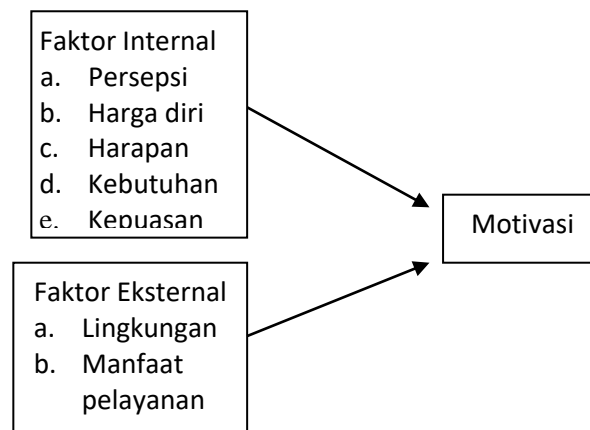 Faktor Internal
a. Persepsi
b. Harga diri
c. Harapan
d. Kebutuhan
e. Kepuasan
Motivasi
Faktor Eksternal
a. Lingkungan
b. Manfaat
pelayanan